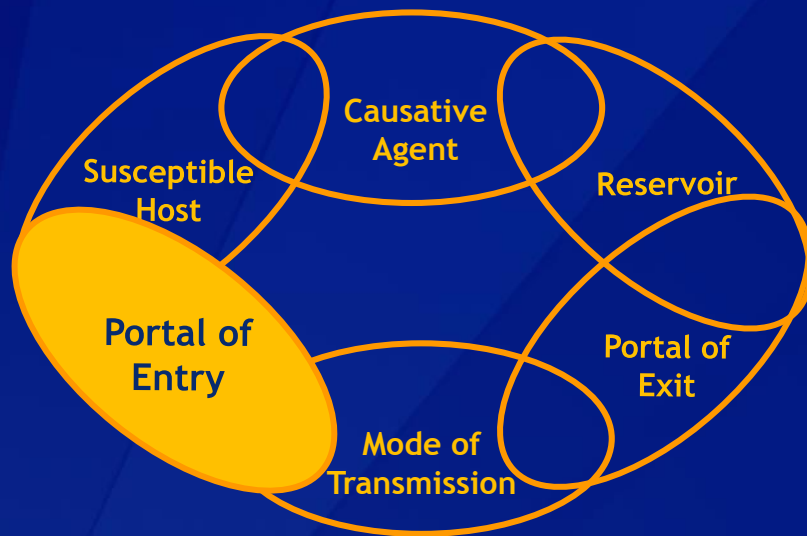 Causative
Agent
Susceptible
Host
Reservoir
Portal of
Entry
Portal of
Exit
Mode of
Transmission